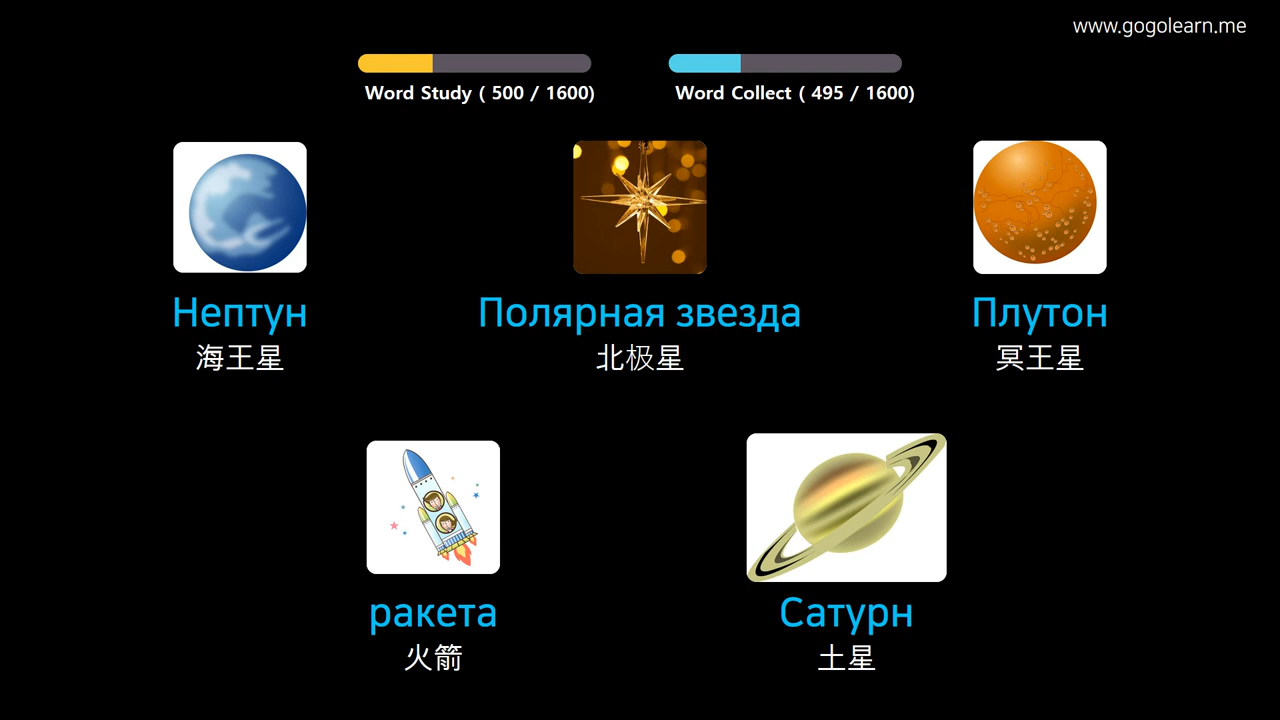 www.gogolearn.me
Word Study ( 500 / 1600)
Word Collect ( 495 / 1600)
Нептун
海王星
Полярная звезда
北极星
Плутон
冥王星
ракета
火箭
Сатурн
土星